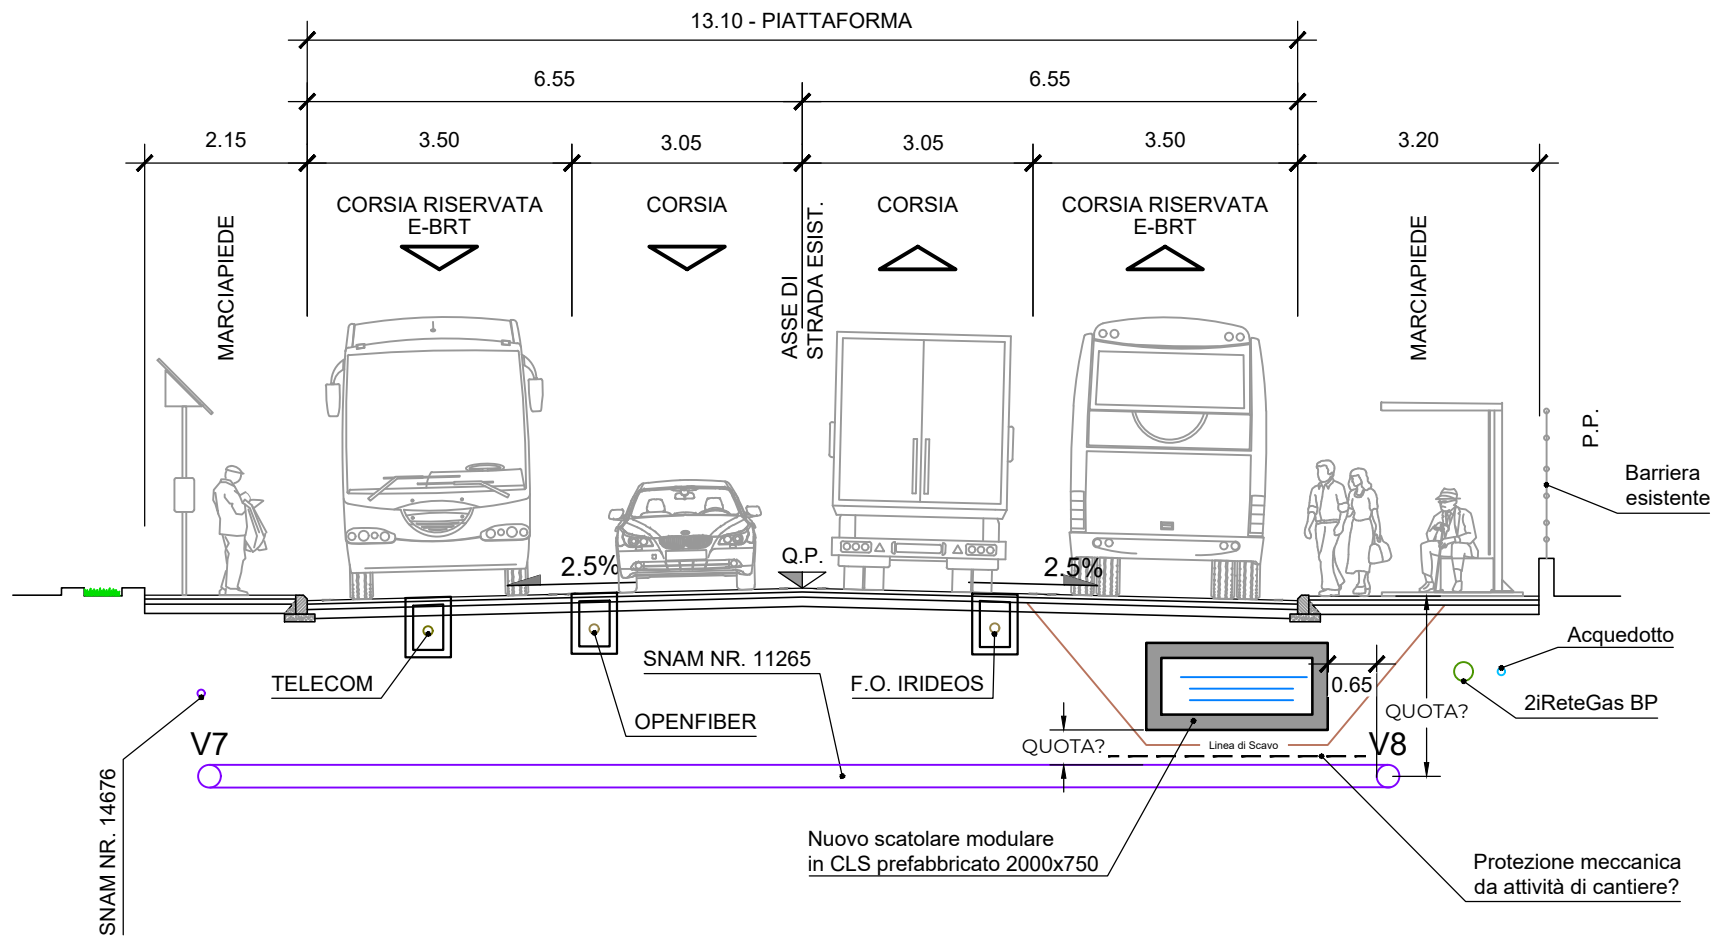 13.10 - PIATTAFORMA
6.55
6.55
2.15
3.50
3.05
3.05
3.50
3.20
MARCIAPIEDE
CORSIA RISERVATA
E-BRT
CORSIA
ASSE DI
STRADA ESIST.
CORSIA
CORSIA RISERVATA
E-BRT
MARCIAPIEDE
P.P.
Barriera
esistente
2.5%
Q.P.
2.5%
TELECOM
OPENFIBER
SNAM NR. 11265
F.O. IRIDEOS
0.65
Acquedotto
2iReteGas BP
QUOTA?
QUOTA?
Linea di Scavo
V7
V8
SNAM NR. 14676
Nuovo scatolare modulare
in CLS prefabbricato 2000x750
Protezione meccanica
da attività di cantiere?